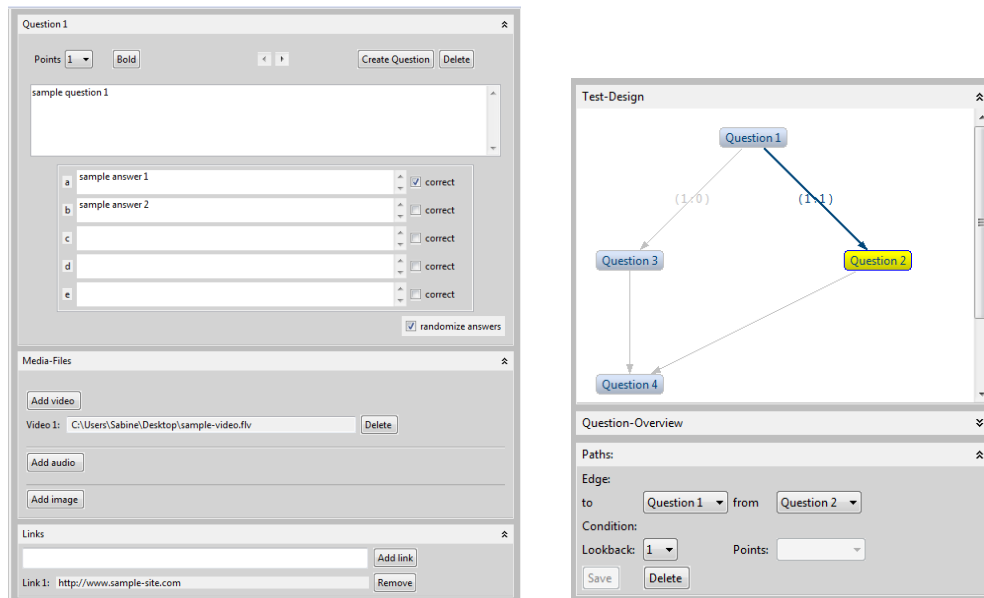 Question 1
Points 1 Bold Create Question Delete
sample question 1
a sample answer 1 correct
b sample answer 2 correct
c correct
d correct
e correct
randomize answers
Media-Files
Add video
Video 1: C:\Users\Sabine\Desktop\sample-video.flv Delete
Add audio
Add image
Links
Add link
Link 1: http://www.sample-site.com Remove
Test-Design
Question 1
(1:0) (1:1)
Question 3 Question 2
Question 4
Question-Overview
Paths:
Edge:
to Question 1 from Question 2
Condition:
Lookback: 1 Points:
Save Delete